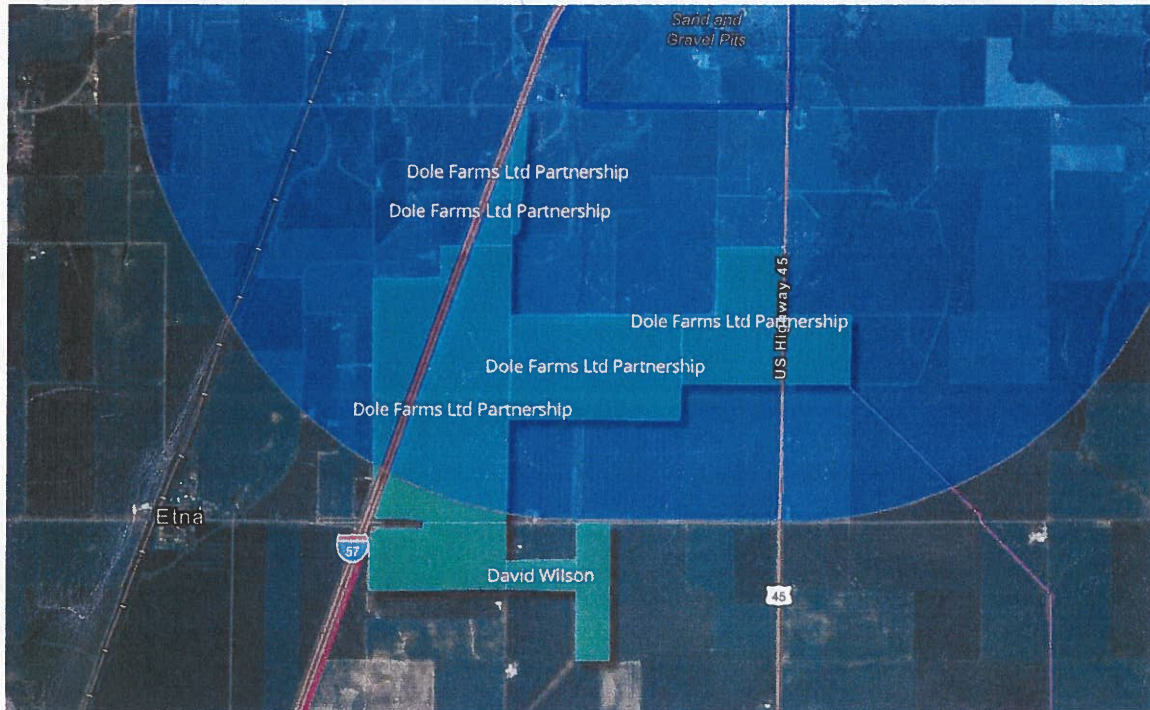 Sand and
Gravel Pits
Dole Farms Ltd Partnership
Dole Farms Ltd Partnership
US Highway 45
Dole Farms Ltd Partnership
Dole Farms Ltd Partnership
Dole Farms Ltd Partnership
Etna
57
David Wilson
45